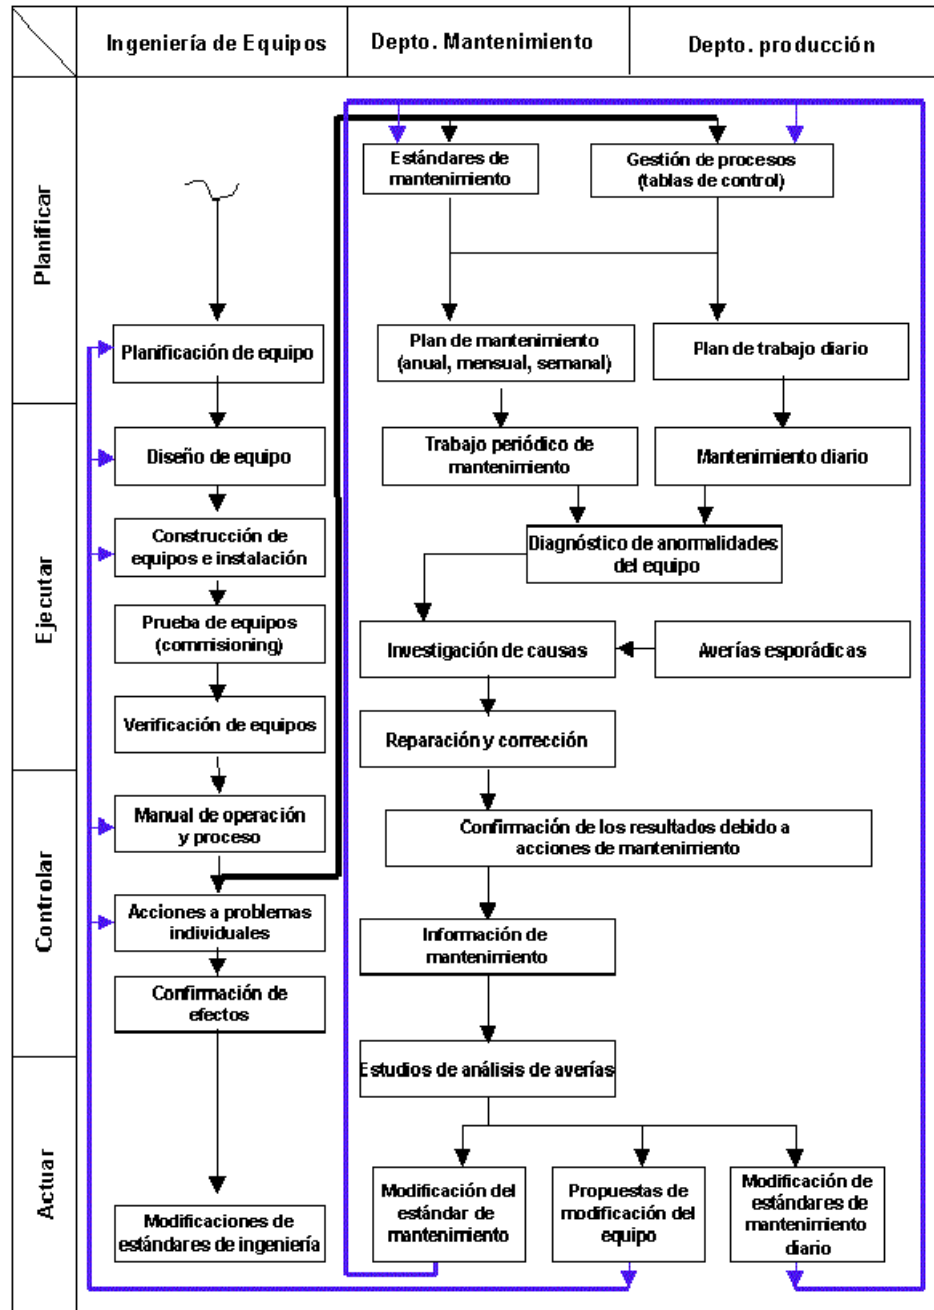 Ingeniería de Equipos
Depto. Mantenimiento
Depto. producción
Planificar
Estándares de
mantenimiento
Gestión de procesos
(tablas de control)
Planificación de equipo
Plan de mantenimiento
(anual, mensual, semanal)
Plan de trabajo diario
Ejecutar
Diseño de equipo
Trabajo periódico de
mantenimiento
Mantenimiento diario
Construcción de
equipos e instalación
Diagnóstico de anormalidades
del equipo
Prueba de equipos
(commisioning)
Investigación de causas
Averías esporádicas
Verificación de equipos
Reparación y corrección
Controlar
Manual de operación
y proceso
Confirmación de los resultados debido a
acciones de mantenimiento
Acciones a problemas
individuales
Información de
mantenimiento
Confirmación de
efectos
Actuar
Estudios de análisis de averías
Modificaciones de
estándares de ingeniería
Modificación del
estándar de
mantenimiento
Propuestas de
modificación del
equipo
Modificación de
estándares de
mantenimiento
diario